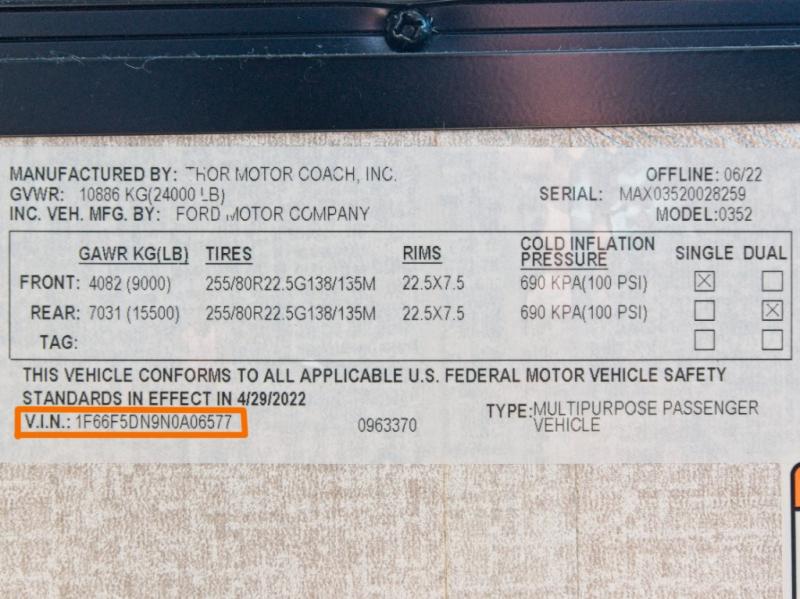 MANUFACTURED BY: THOR MOTOR COACH, INC. OFFLINE: 06/22
GVWR: 10886 KG(24000 LB) SERIAL: MAX03520028259
INC. VEH. MFG. BY: FORD MOTOR COMPANY MODEL:0352
GAWR KG(LB) TIRES RIMS COLD INFLATION PRESSURE SINGLE DUAL
FRONT: 4082 (9000) 255/80R22.5G138/135M 22.5X7.5 690 KPA(100 PSI) ☒ ☐
REAR: 7031 (15500) 255/80R22.5G138/135M 22.5X7.5 690 KPA(100 PSI) ☐ ☒
TAG: ☐ ☐
THIS VEHICLE CONFORMS TO ALL APPLICABLE U.S. FEDERAL MOTOR VEHICLE SAFETY
STANDARDS IN EFFECT IN 4/29/2022
V.I.N.: 1F66F5DN9N0A06577 0963370 TYPE:MULTIPURPOSE PASSENGER
VEHICLE